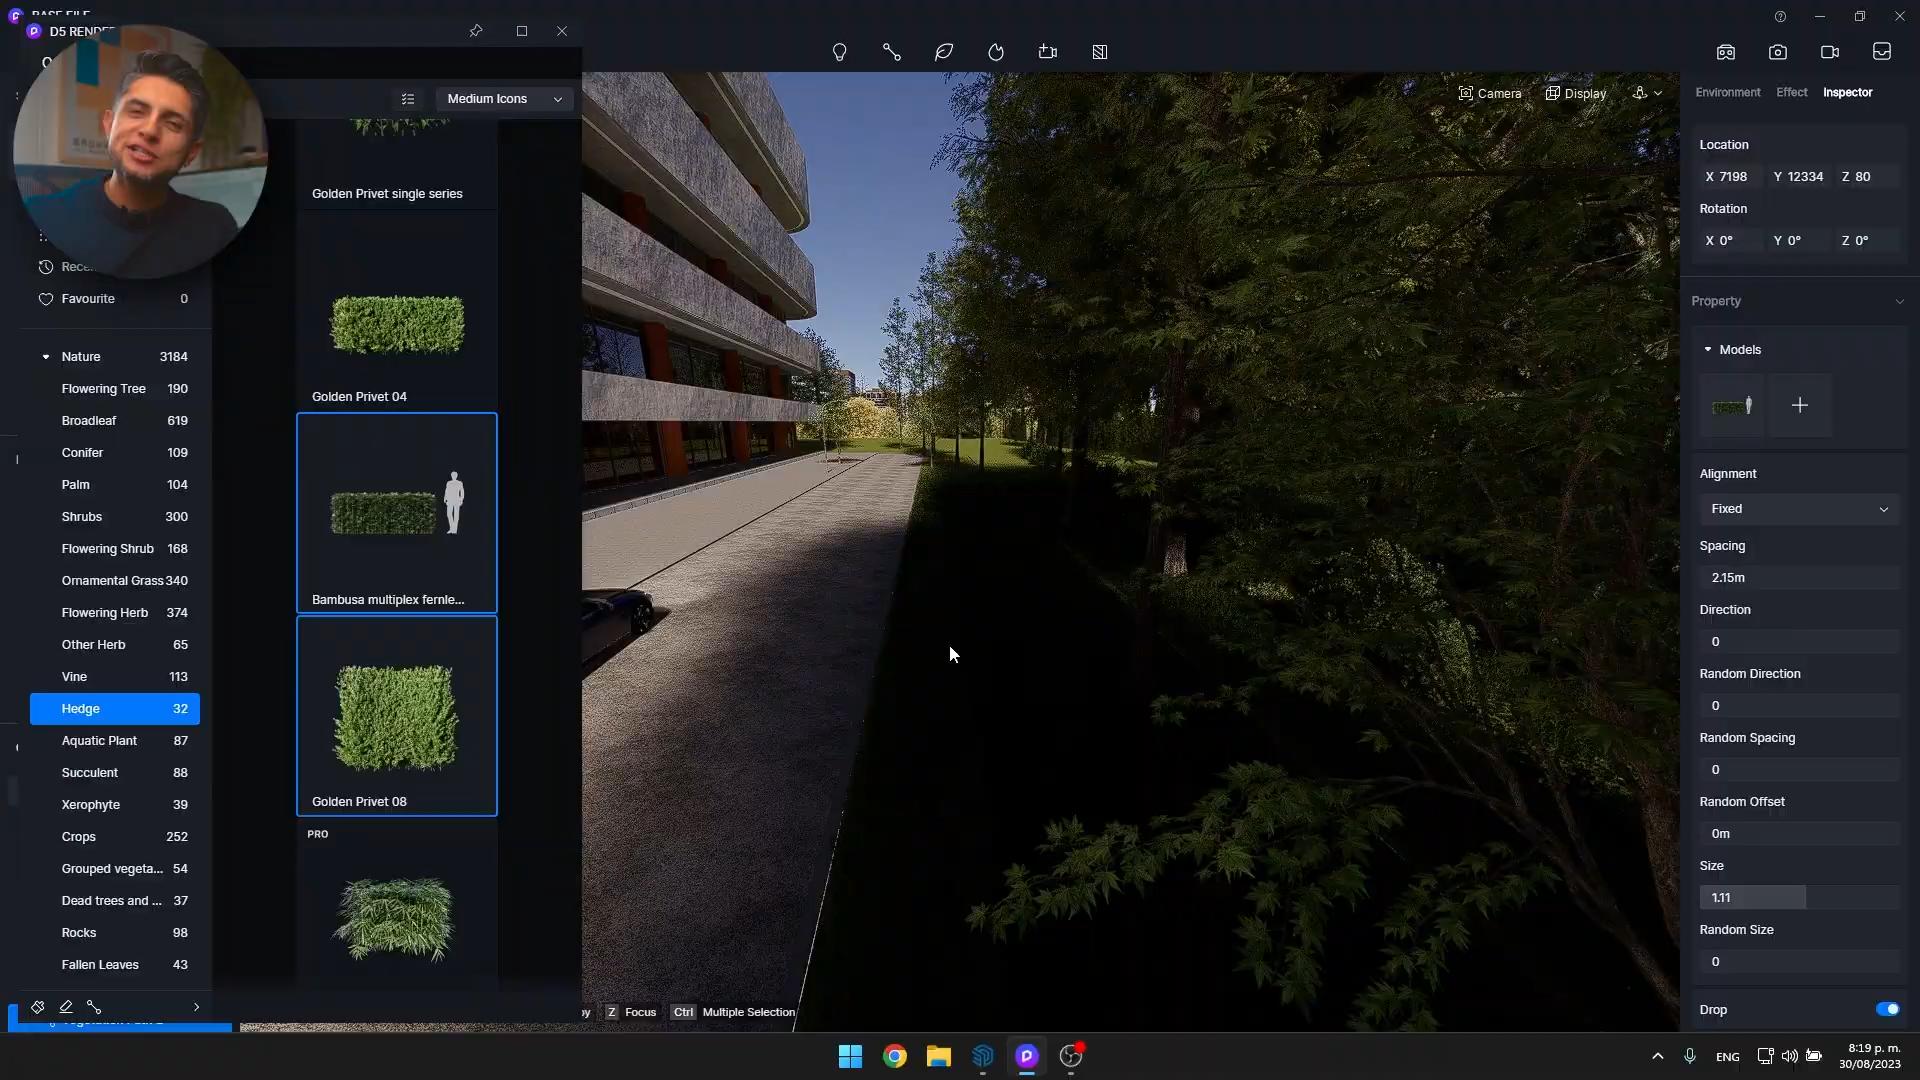 BASE FILE
D5 RENDER
Medium Icons
Golden Privet single series
Golden Privet 04
Bambusa multiplex fernle...
Golden Privet 08
PRO
Favourite 0
Nature 3184
Flowering Tree 190
Broadleaf 619
Conifer 109
Palm 104
Shrubs 300
Flowering Shrub 168
Ornamental Grass 340
Flowering Herb 374
Other Herb 65
Vine 113
Hedge 32
Aquatic Plant 87
Succulent 88
Xerophyte 39
Crops 252
Grouped vegeta... 54
Dead trees and ... 37
Rocks 98
Fallen Leaves 43
Z Focus Ctrl Multiple Selection
Camera Display
Environment Effect Inspector
Location
X 7198 Y 12334 Z 80
Rotation
X 0° Y 0° Z 0°
Property
Models
Alignment
Fixed
Spacing
2.15m
Direction
0
Random Direction
0
Random Spacing
0
Random Offset
0m
Size
1.11
Random Size
0
Drop
ENG
8:19 p. m.
30/08/2023